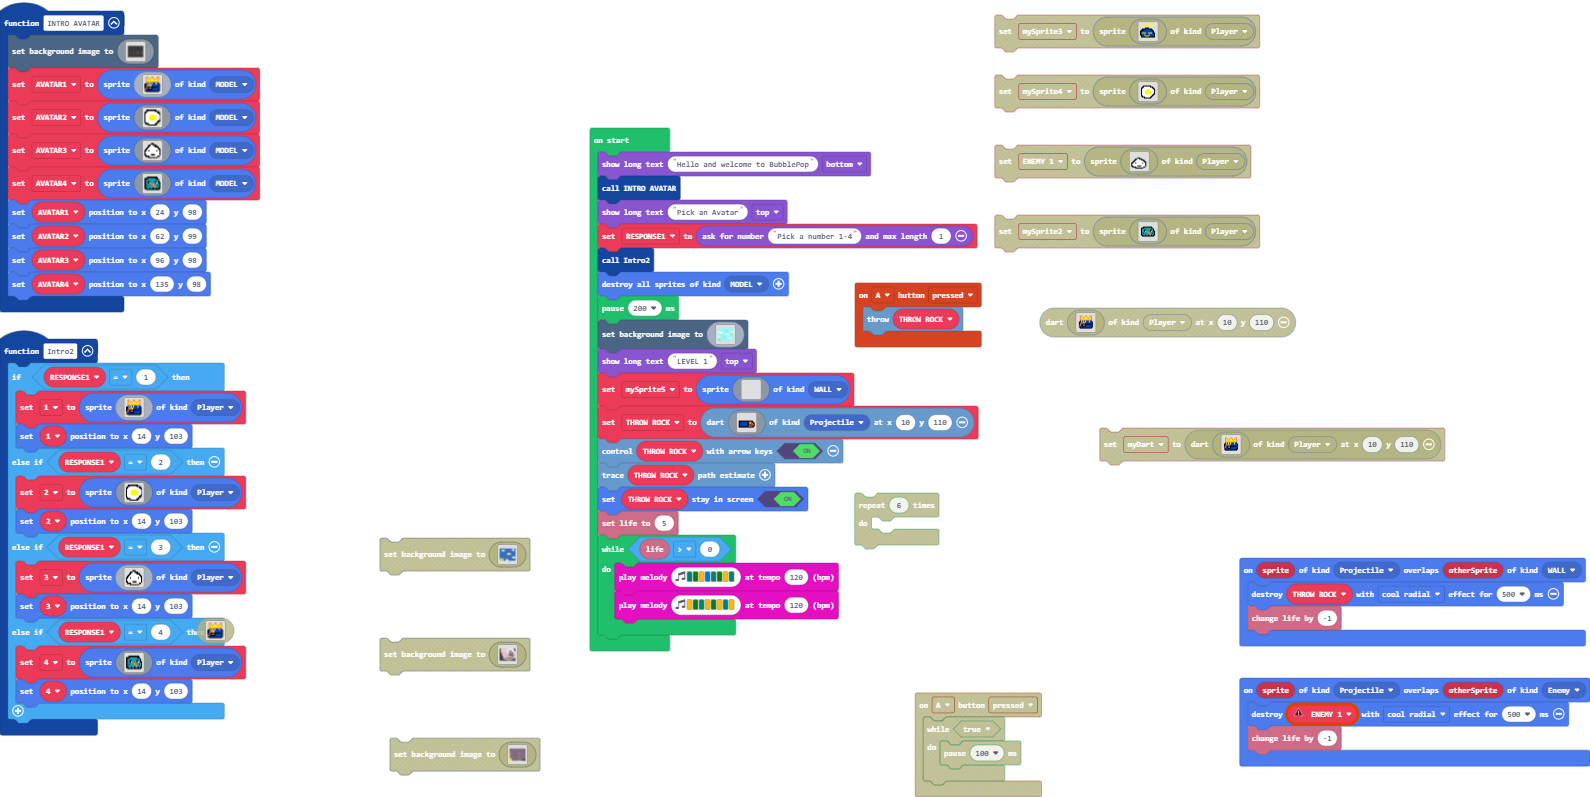 function INTRO AVATAR
set background image to
set AVATAR1 to sprite of kind MODEL
set AVATAR2 to sprite of kind MODEL
set AVATAR3 to sprite of kind MODEL
set AVATAR4 to sprite of kind MODEL
set AVATAR1 position to x 24 y 98
set AVATAR2 position to x 62 y 99
set AVATAR3 position to x 96 y 98
set AVATAR4 position to x 135 y 98
function Intro2
if RESPONSE1 = 1 then
set 1 to sprite of kind Player
set 1 position to x 14 y 103
else if RESPONSE1 = 2 then
set 2 to sprite of kind Player
set 2 position to x 14 y 103
else if RESPONSE1 = 3 then
set 3 to sprite of kind Player
set 3 position to x 14 y 103
else if RESPONSE1 = 4
set 4 to sprite of kind Player
set 4 position to x 14 y 103
set background image to
set background image to
set background image to
on start
show long text "Hello and welcome to BubblePop" bottom
call INTRO AVATAR
show long text "Pick an Avatar" top
set RESPONSE1 to ask for number "Pick a number 1-4" and max length 1
call Intro2
destroy all sprites of kind MODEL
pause 200 ms
set background image to
show long text "LEVEL 1" top
set mySprite5 to sprite of kind WALL
set THROW ROCK to dart of kind Projectile at x 10 y 110
control THROW ROCK with arrow keys ON
trace THROW ROCK path estimate
set THROW ROCK stay in screen ON
set life to 5
while life > 0
do
play melody at tempo 120 (bpm)
play melody at tempo 120 (bpm)
on A button pressed
throw THROW ROCK
repeat 6 times
do
on A button pressed
while true
do pause 100 ms
set mySprite3 to sprite of kind Player
set mySprite4 to sprite of kind Player
set ENEMY 1 to sprite of kind Player
set mySprite2 to sprite of kind Player
dart of kind Player at x 10 y 110
set myDart to dart of kind Player at x 10 y 110
on sprite of kind Projectile overlaps otherSprite of kind WALL
destroy THROW ROCK with cool radial effect for 500 ms
change life by -1
on sprite of kind Projectile overlaps otherSprite of kind Enemy
destroy ENEMY 1 with cool radial effect for 500 ms
change life by -1